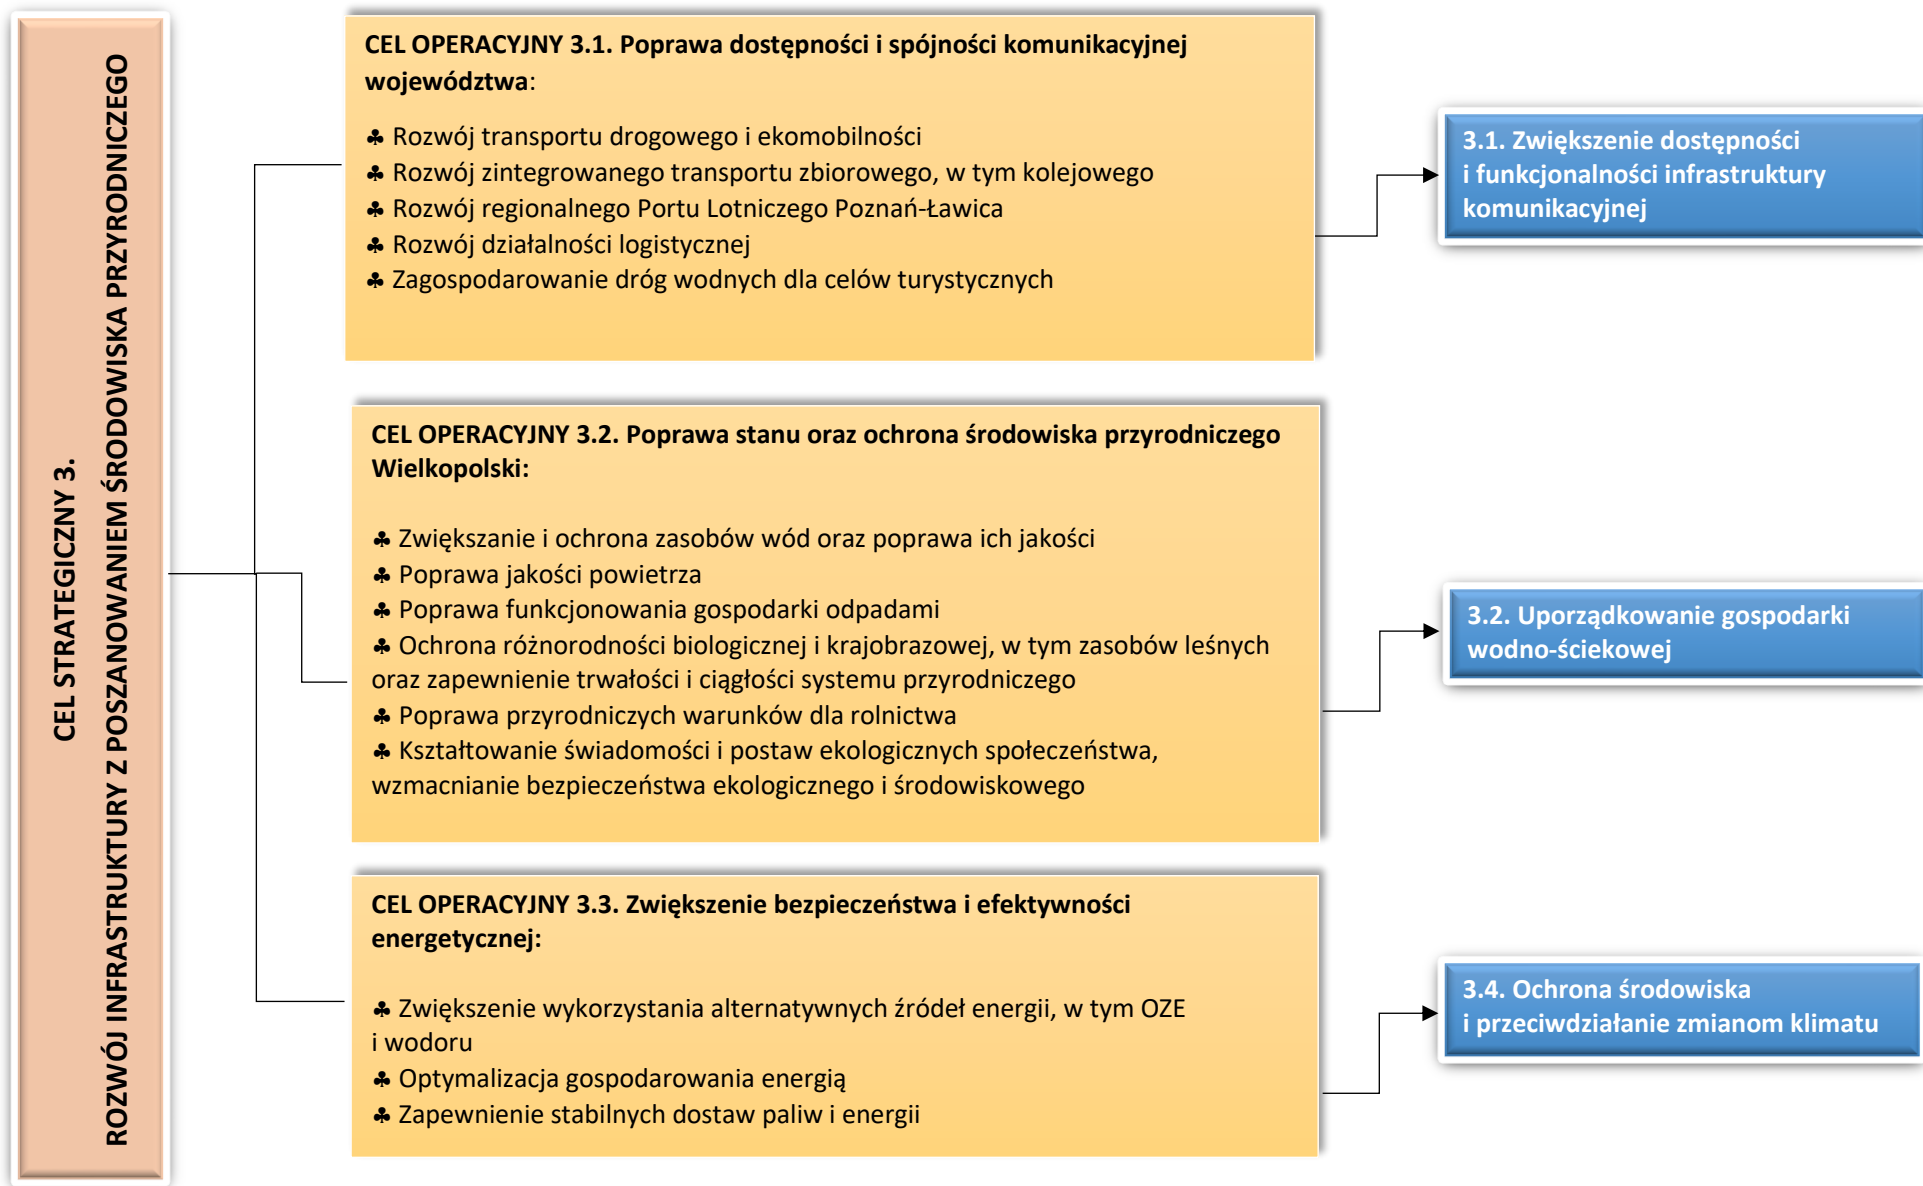 CEL STRATEGICZNY 3.
ROZWÓJ INFRASTRUKTURY Z POSZANOWANIEM ŚRODOWISKA PRZYRODNICZEGO
CEL OPERACYJNY 3.1. Poprawa dostępności i spójności komunikacyjnej
województwa:
♣ Rozwój transportu drogowego i ekomobilności
♣ Rozwój zintegrowanego transportu zbiorowego, w tym kolejowego
♣ Rozwój regionalnego Portu Lotniczego Poznań-Ławica
♣ Rozwój działalności logistycznej
♣ Zagospodarowanie dróg wodnych dla celów turystycznych
3.1. Zwiększenie dostępności
i funkcjonalności infrastruktury
komunikacyjnej
CEL OPERACYJNY 3.2. Poprawa stanu oraz ochrona środowiska przyrodniczego
Wielkopolski:
♣ Zwiększanie i ochrona zasobów wód oraz poprawa ich jakości
♣ Poprawa jakości powietrza
♣ Poprawa funkcjonowania gospodarki odpadami
♣ Ochrona różnorodności biologicznej i krajobrazowej, w tym zasobów leśnych
oraz zapewnienie trwałości i ciągłości systemu przyrodniczego
♣ Poprawa przyrodniczych warunków dla rolnictwa
♣ Kształtowanie świadomości i postaw ekologicznych społeczeństwa,
wzmacnianie bezpieczeństwa ekologicznego i środowiskowego
3.2. Uporządkowanie gospodarki
wodno-ściekowej
CEL OPERACYJNY 3.3. Zwiększenie bezpieczeństwa i efektywności
energetycznej:
♣ Zwiększenie wykorzystania alternatywnych źródeł energii, w tym OZE
i wodoru
♣ Optymalizacja gospodarowania energią
♣ Zapewnienie stabilnych dostaw paliw i energii
3.4. Ochrona środowiska
i przeciwdziałanie zmianom klimatu